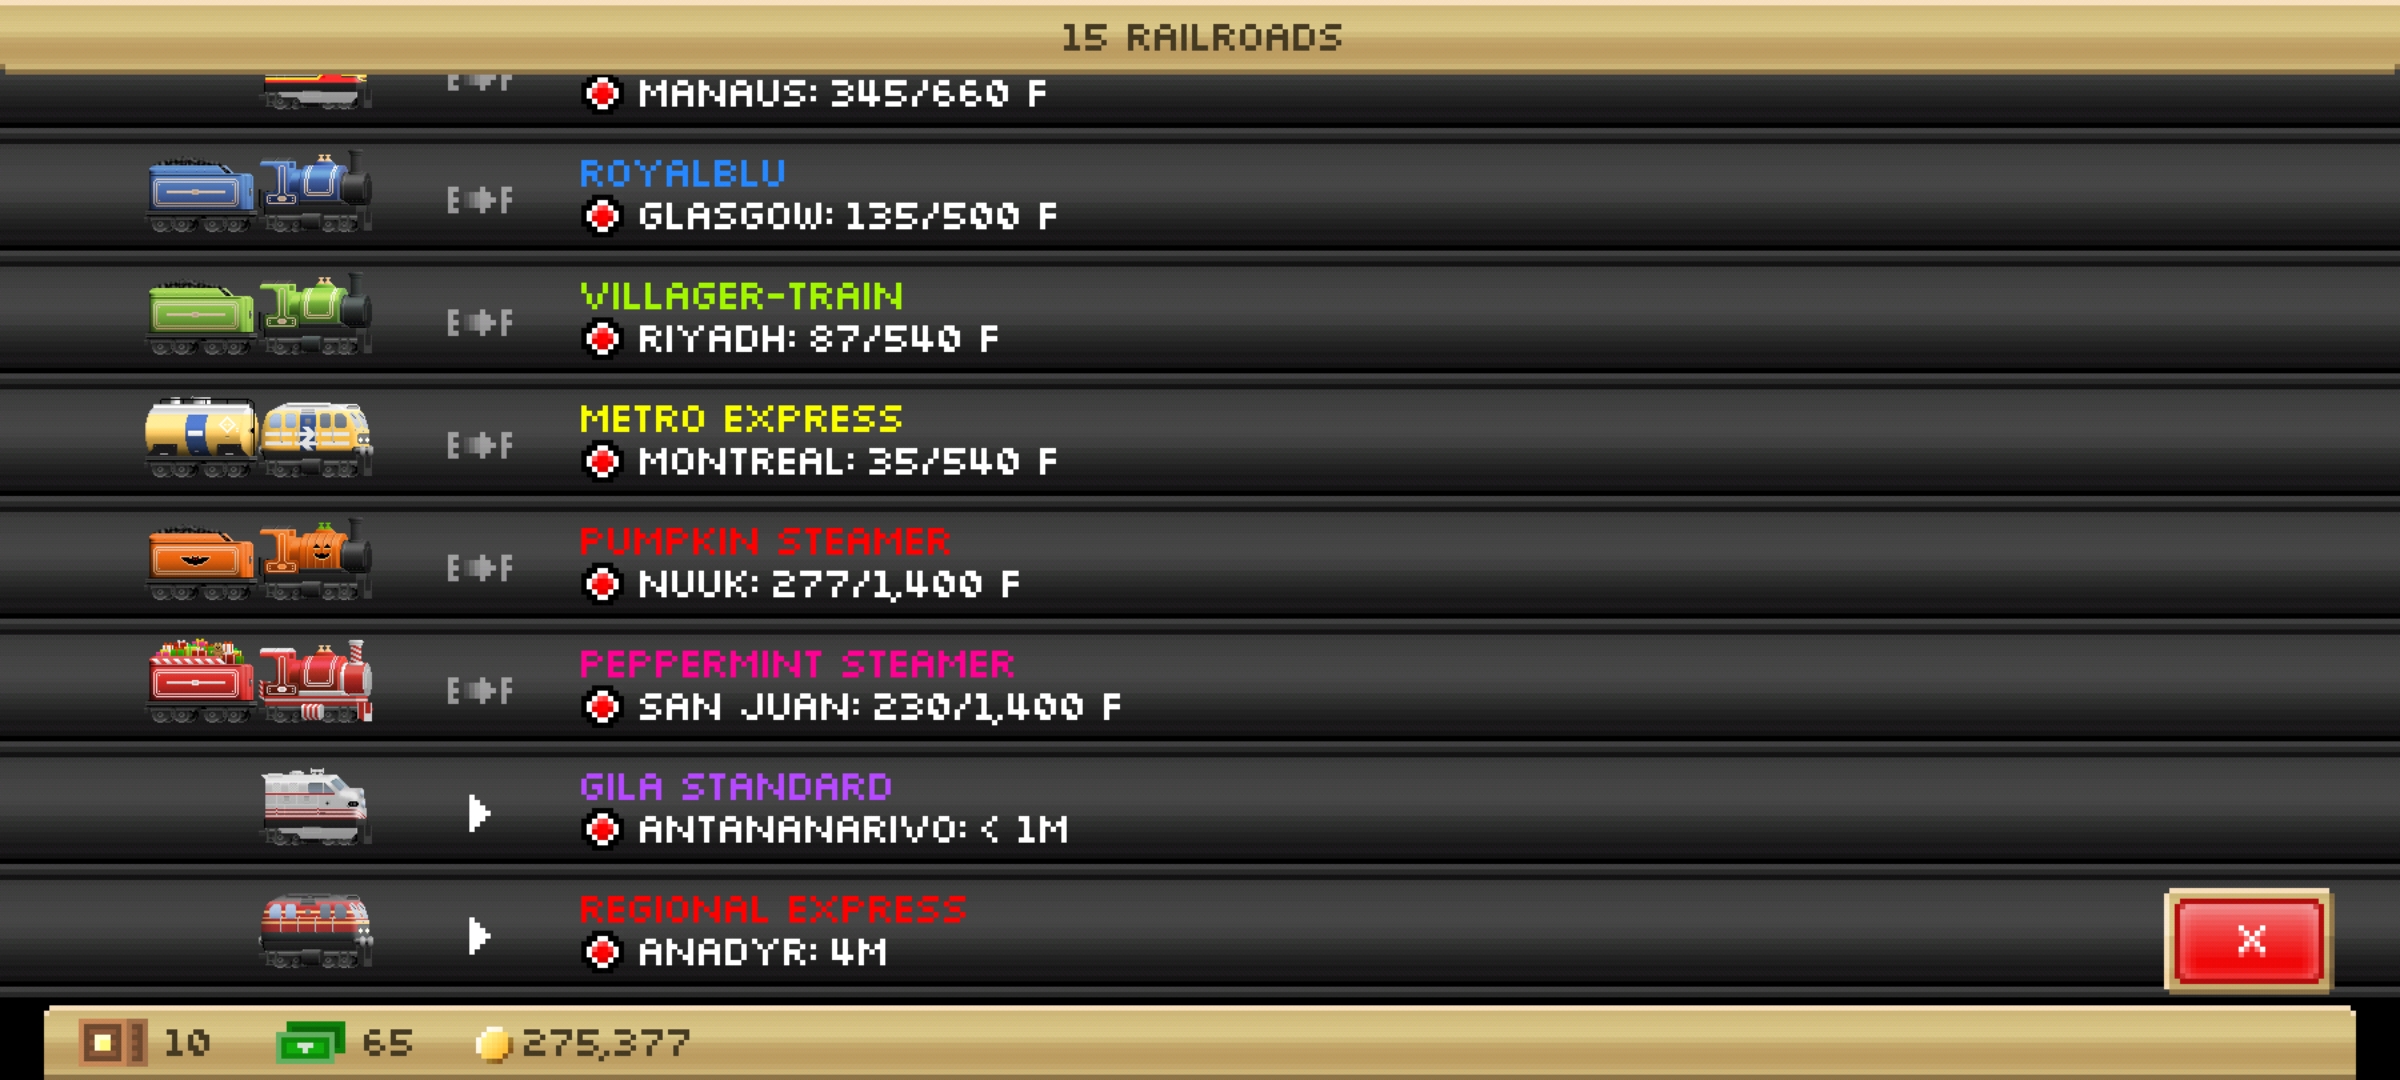 15 RAILROADS
E F
MANAUS: 345/660 F
ROYALBLU
E F
GLASGOW: 135/500 F
VILLAGER-TRAIN
E F
RIYADH: 87/540 F
METRO EXPRESS
E F
MONTREAL: 35/540 F
PUMPKIN STEAMER
E F
NUUK: 277/1,400 F
PEPPERMINT STEAMER
E F
SAN JUAN: 230/1,400 F
GILA STANDARD
ANTANANARIVO: < 1M
REGIONAL EXPRESS
ANADYR: 4M
X
10 65 275,377